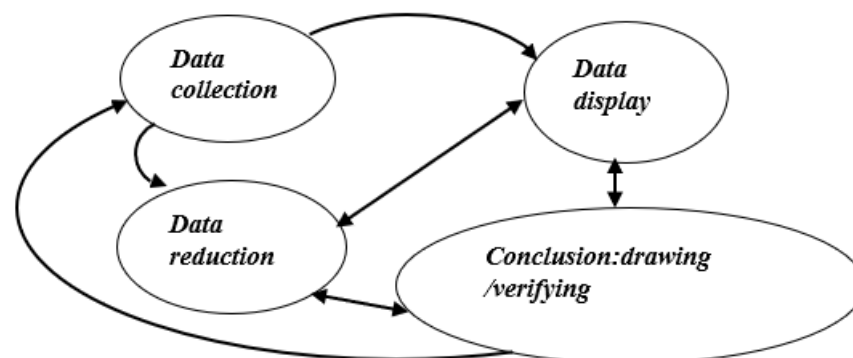 Data
collection
Data
display
Data
reduction
Conclusion:drawing
/verifying